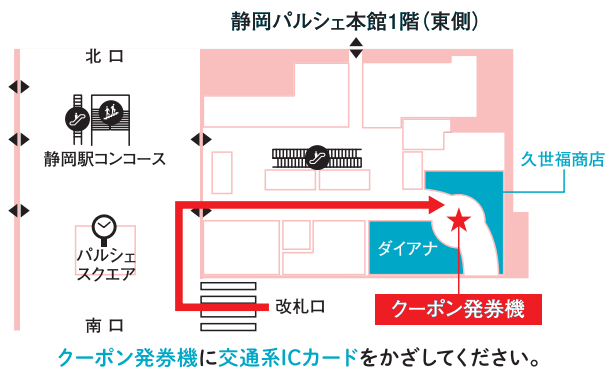 静岡パルシェ本館1階(東側)
北口
静岡駅コンコース
久世福商店
パルシェ
スクエア
ダイアナ
改札口
クーポン発券機
南口
クーポン発券機に交通系ICカードをかざしてください。